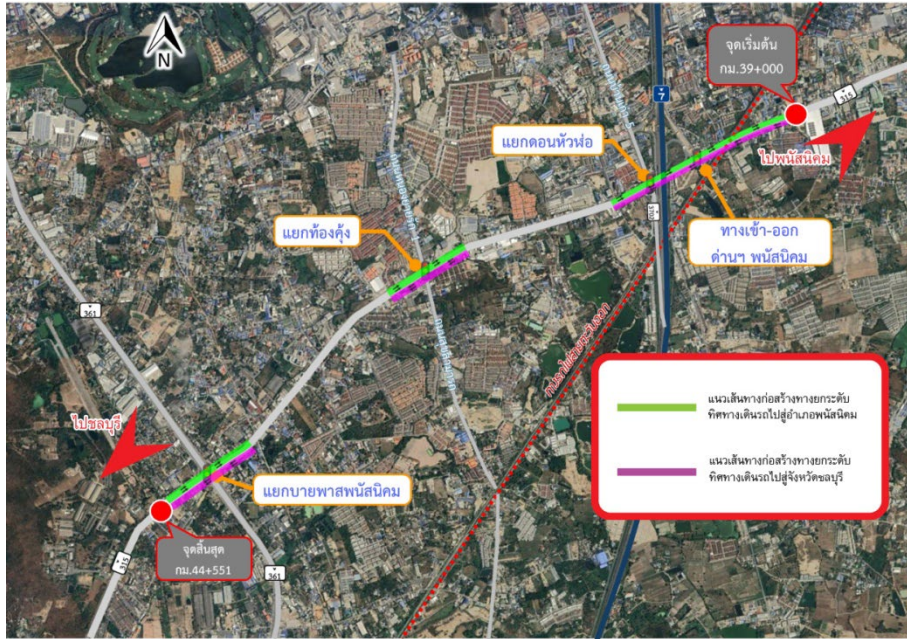 N
จุดเริ่มต้น
กม.39+000
7
315
ไปพนัสนิคม
แยกดอนหัวฬ่อ
ทางเข้า-ออก
ด่านฯ พนัสนิคม
แยกท้องคุ้ง
361
แนวเส้นทางก่อสร้างทางยกระดับ
ทิศทางเดินรถไปสู่อำเภอพนัสนิคม
แนวเส้นทางก่อสร้างทางยกระดับ
ทิศทางเดินรถไปสู่จังหวัดชลบุรี
ไปชลบุรี
แยกบายพาสพนัสนิคม
จุดสิ้นสุด
กม.44+551
315
361